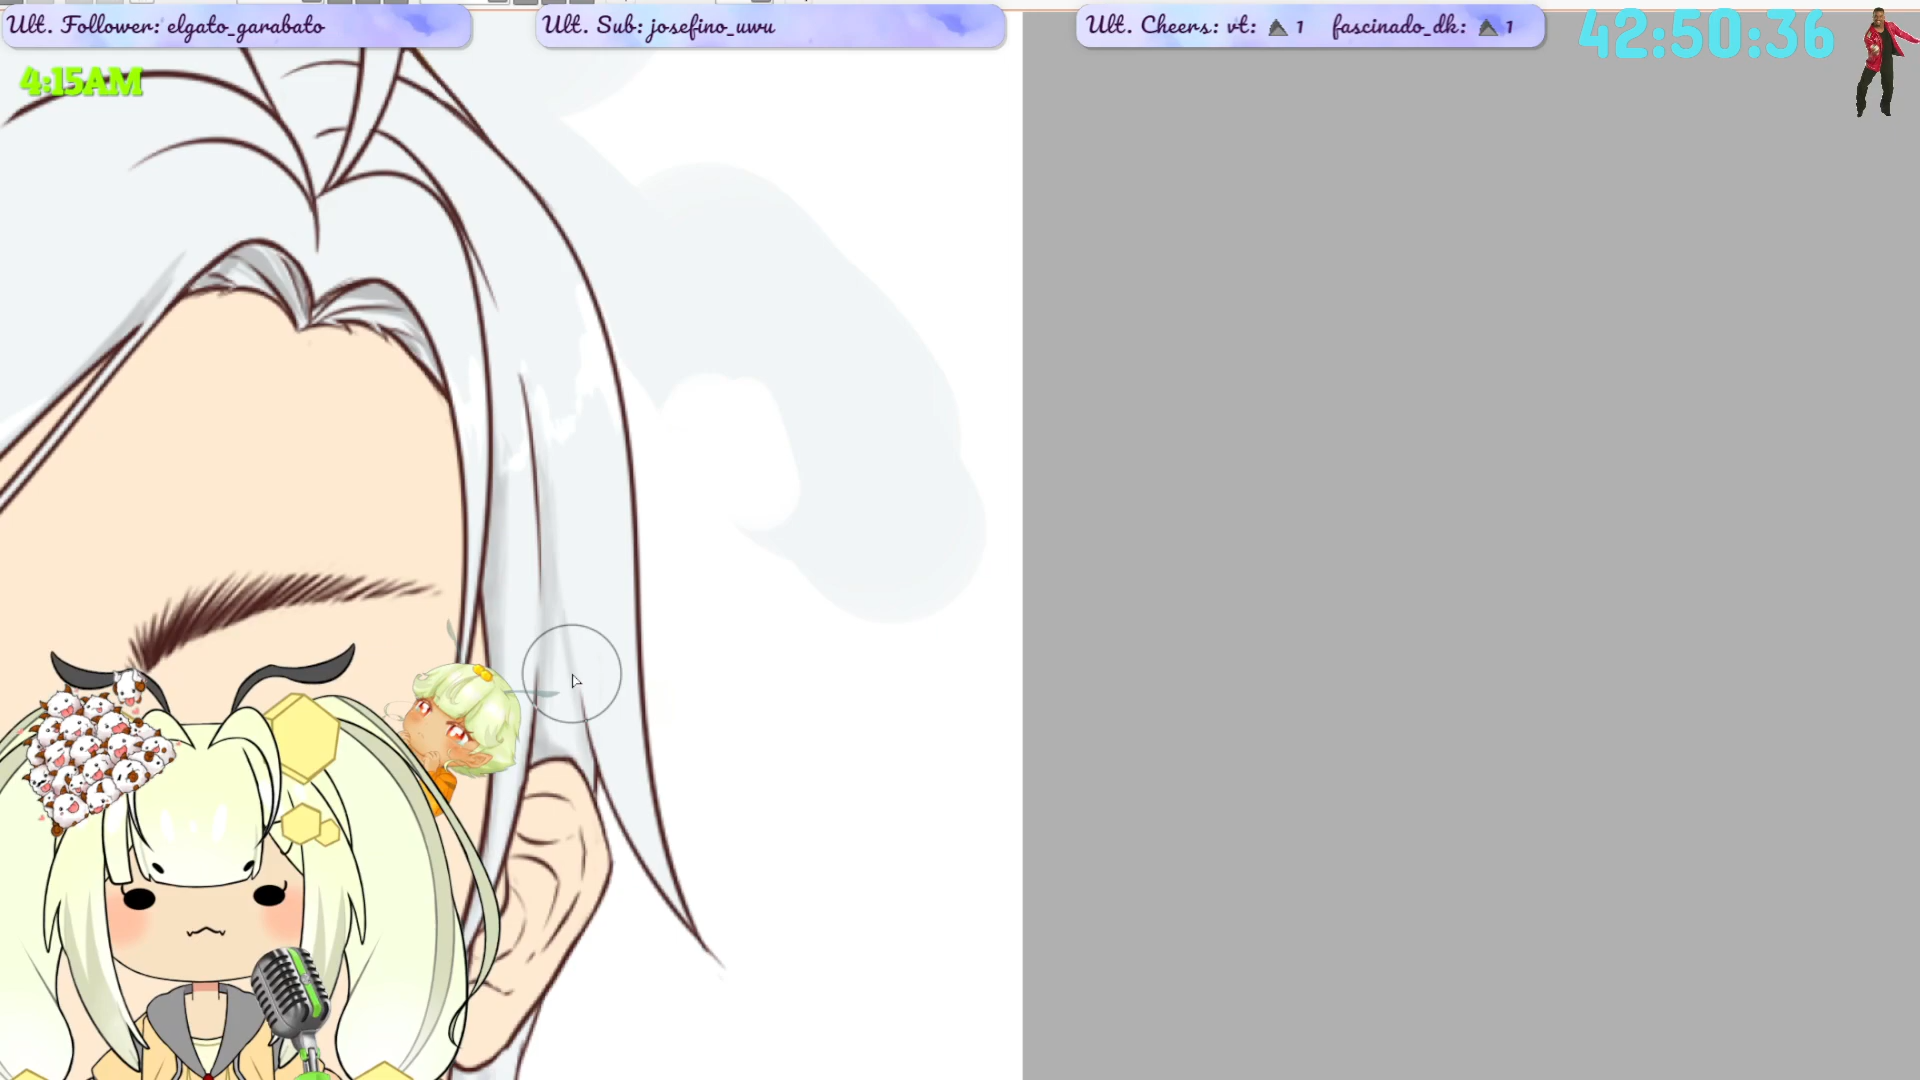 Ult. Follower: elgato_garabato
Ult. Sub: josefino_uwu
Ult. Cheers: vt: 1 fascinado_dk: 1
42:50:36
4:15AM